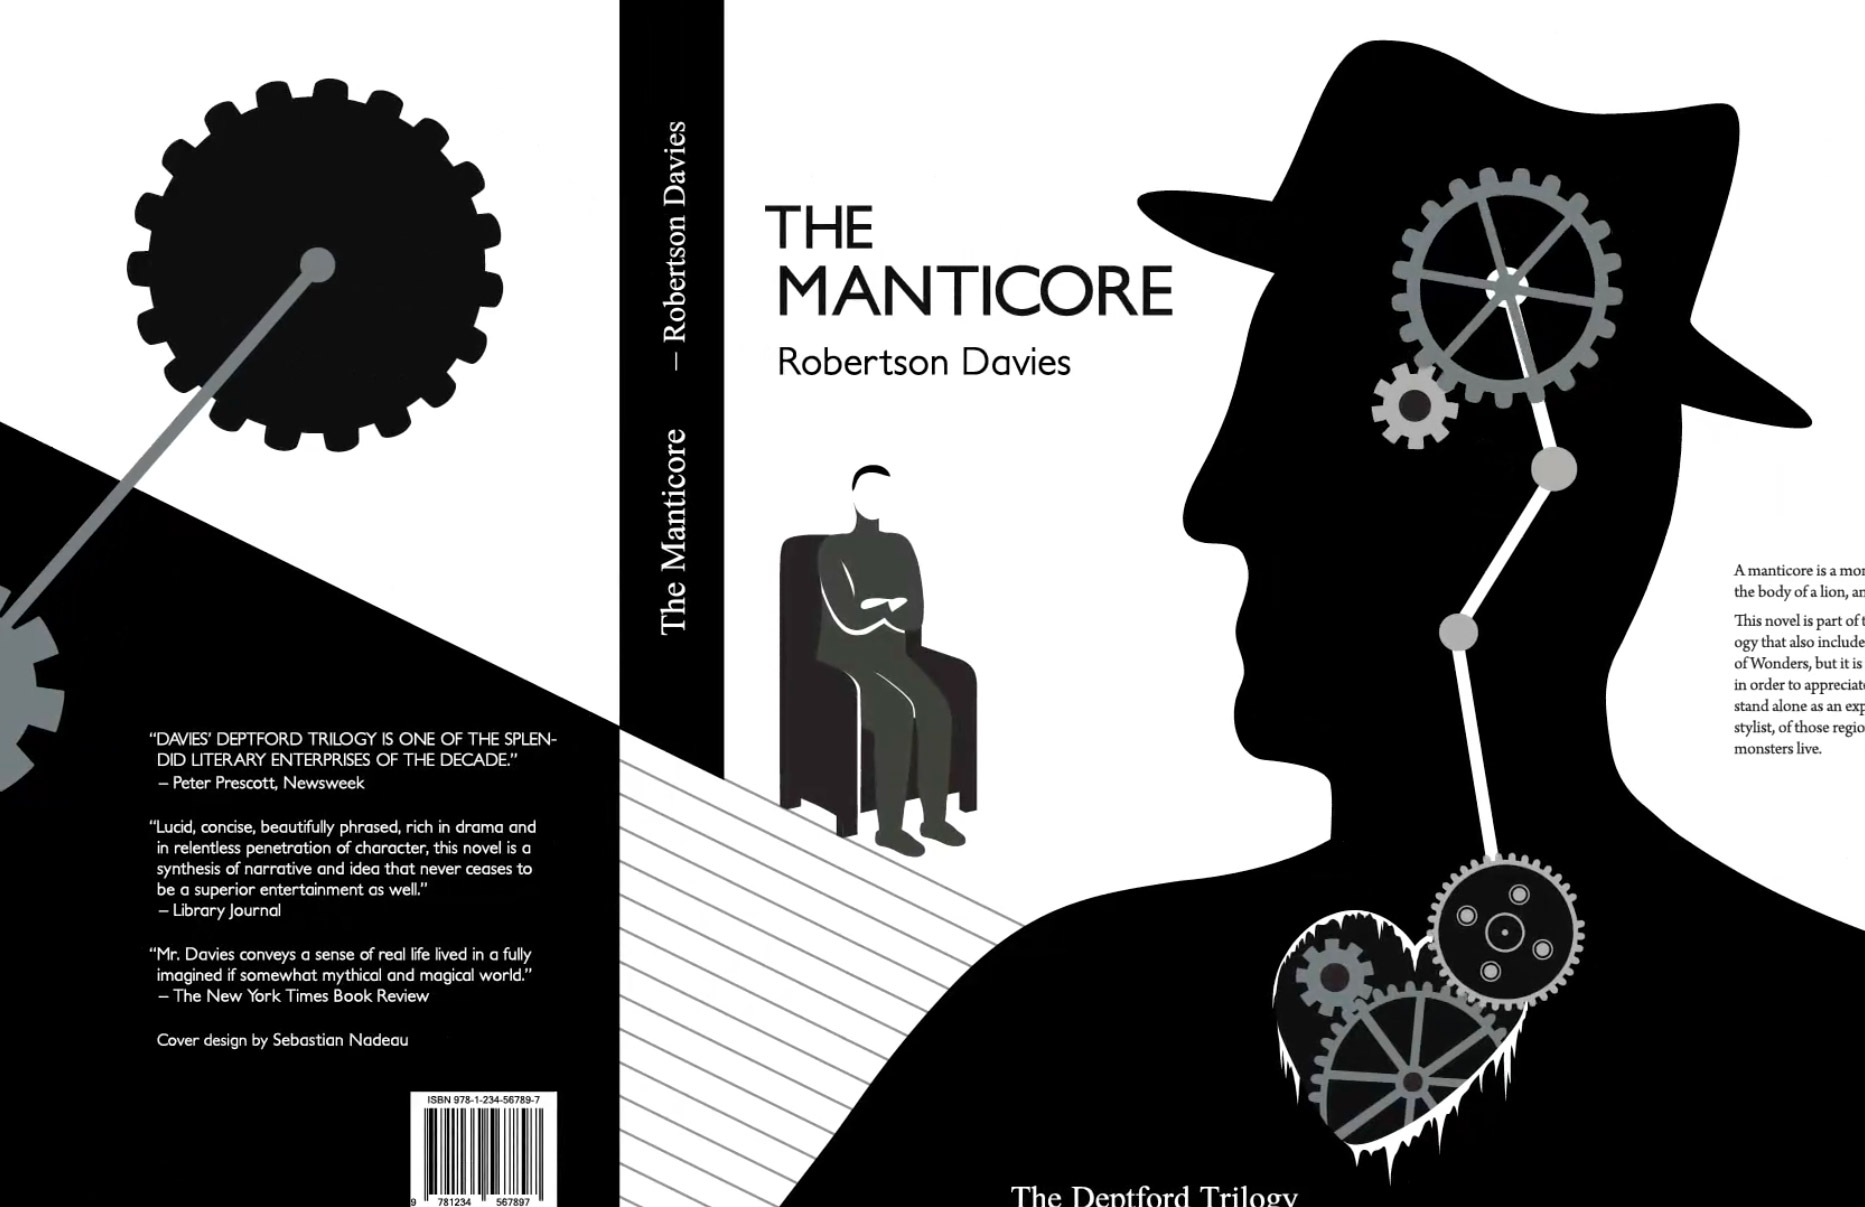 “DAVIES’ DEPTFORD TRILOGY IS ONE OF THE SPLEN-
DID LITERARY ENTERPRISES OF THE DECADE.”
– Peter Prescott, Newsweek
“Lucid, concise, beautifully phrased, rich in drama and
in relentless penetration of character, this novel is a
synthesis of narrative and idea that never ceases to
be a superior entertainment as well.”
– Library Journal
“Mr. Davies conveys a sense of real life lived in a fully
imagined if somewhat mythical and magical world.”
– The New York Times Book Review
Cover design by Sebastian Nadeau
ISBN 978-1-234-56789-7
9 781234 567897
The Manticore – Robertson Davies
THE
MANTICORE
Robertson Davies
The Deptford Trilogy
A manticore is a
the body of a lion,
This novel is part of
ogy that also
of Wonders, but it is
in order to
stand alone as an
stylist, of those
monsters live.